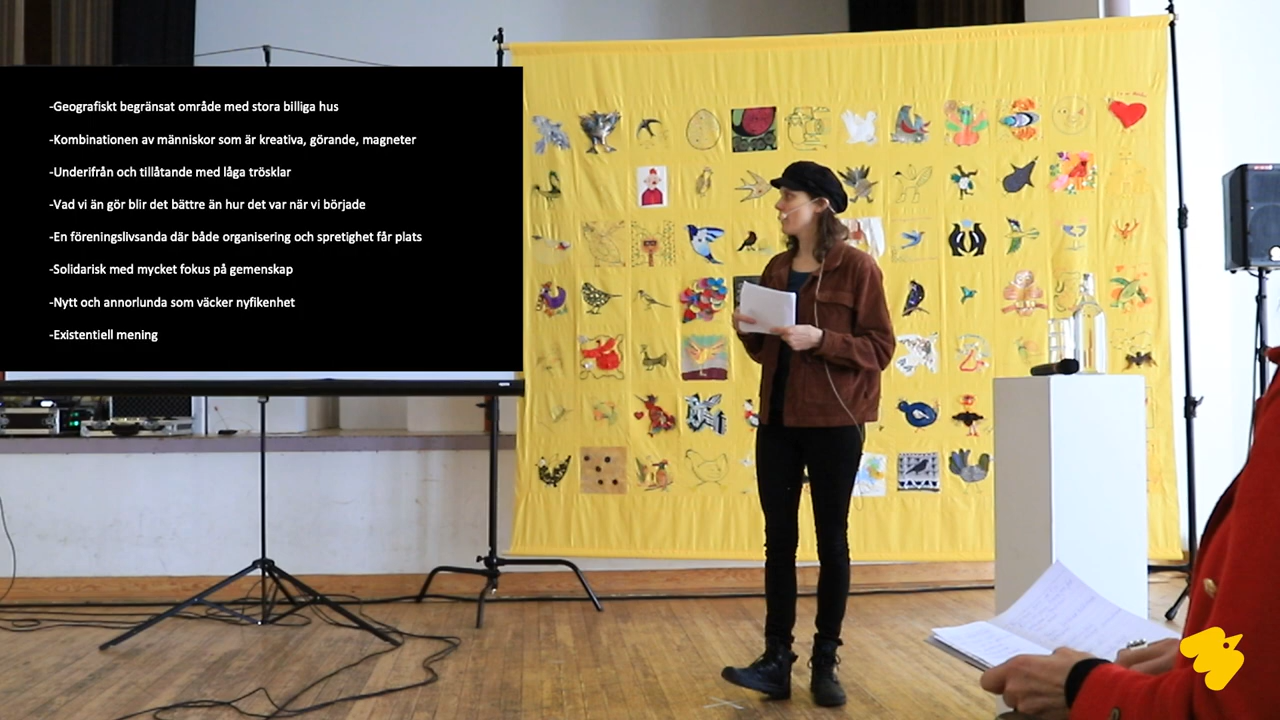 -Geografiskt begränsat område med stora billiga hus
-Kombinationen av människor som är kreativa, görande, magneter
-Underifrån och tillåtande med låga trösklar
-Vad vi än gör blir det bättre än hur det var när vi började
-En föreningslivsanda där både organisering och spretighet får plats
-Solidarisk med mycket fokus på gemenskap
-Nytt och annorlunda som väcker nyfikenhet
-Existentiell mening